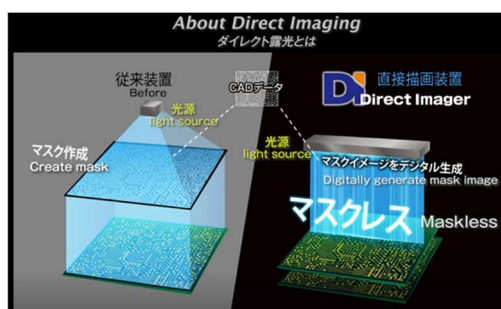 About Direct Imaging
ダイレクト露光とは
従来装置
Before
光源
light source
マスク作成
Create mask
CADデータ
Di 直接描画装置
Direct Imager
光源
light source
マスクイメージをデジタル生成
Digitally generate mask image
マスクレス Maskless